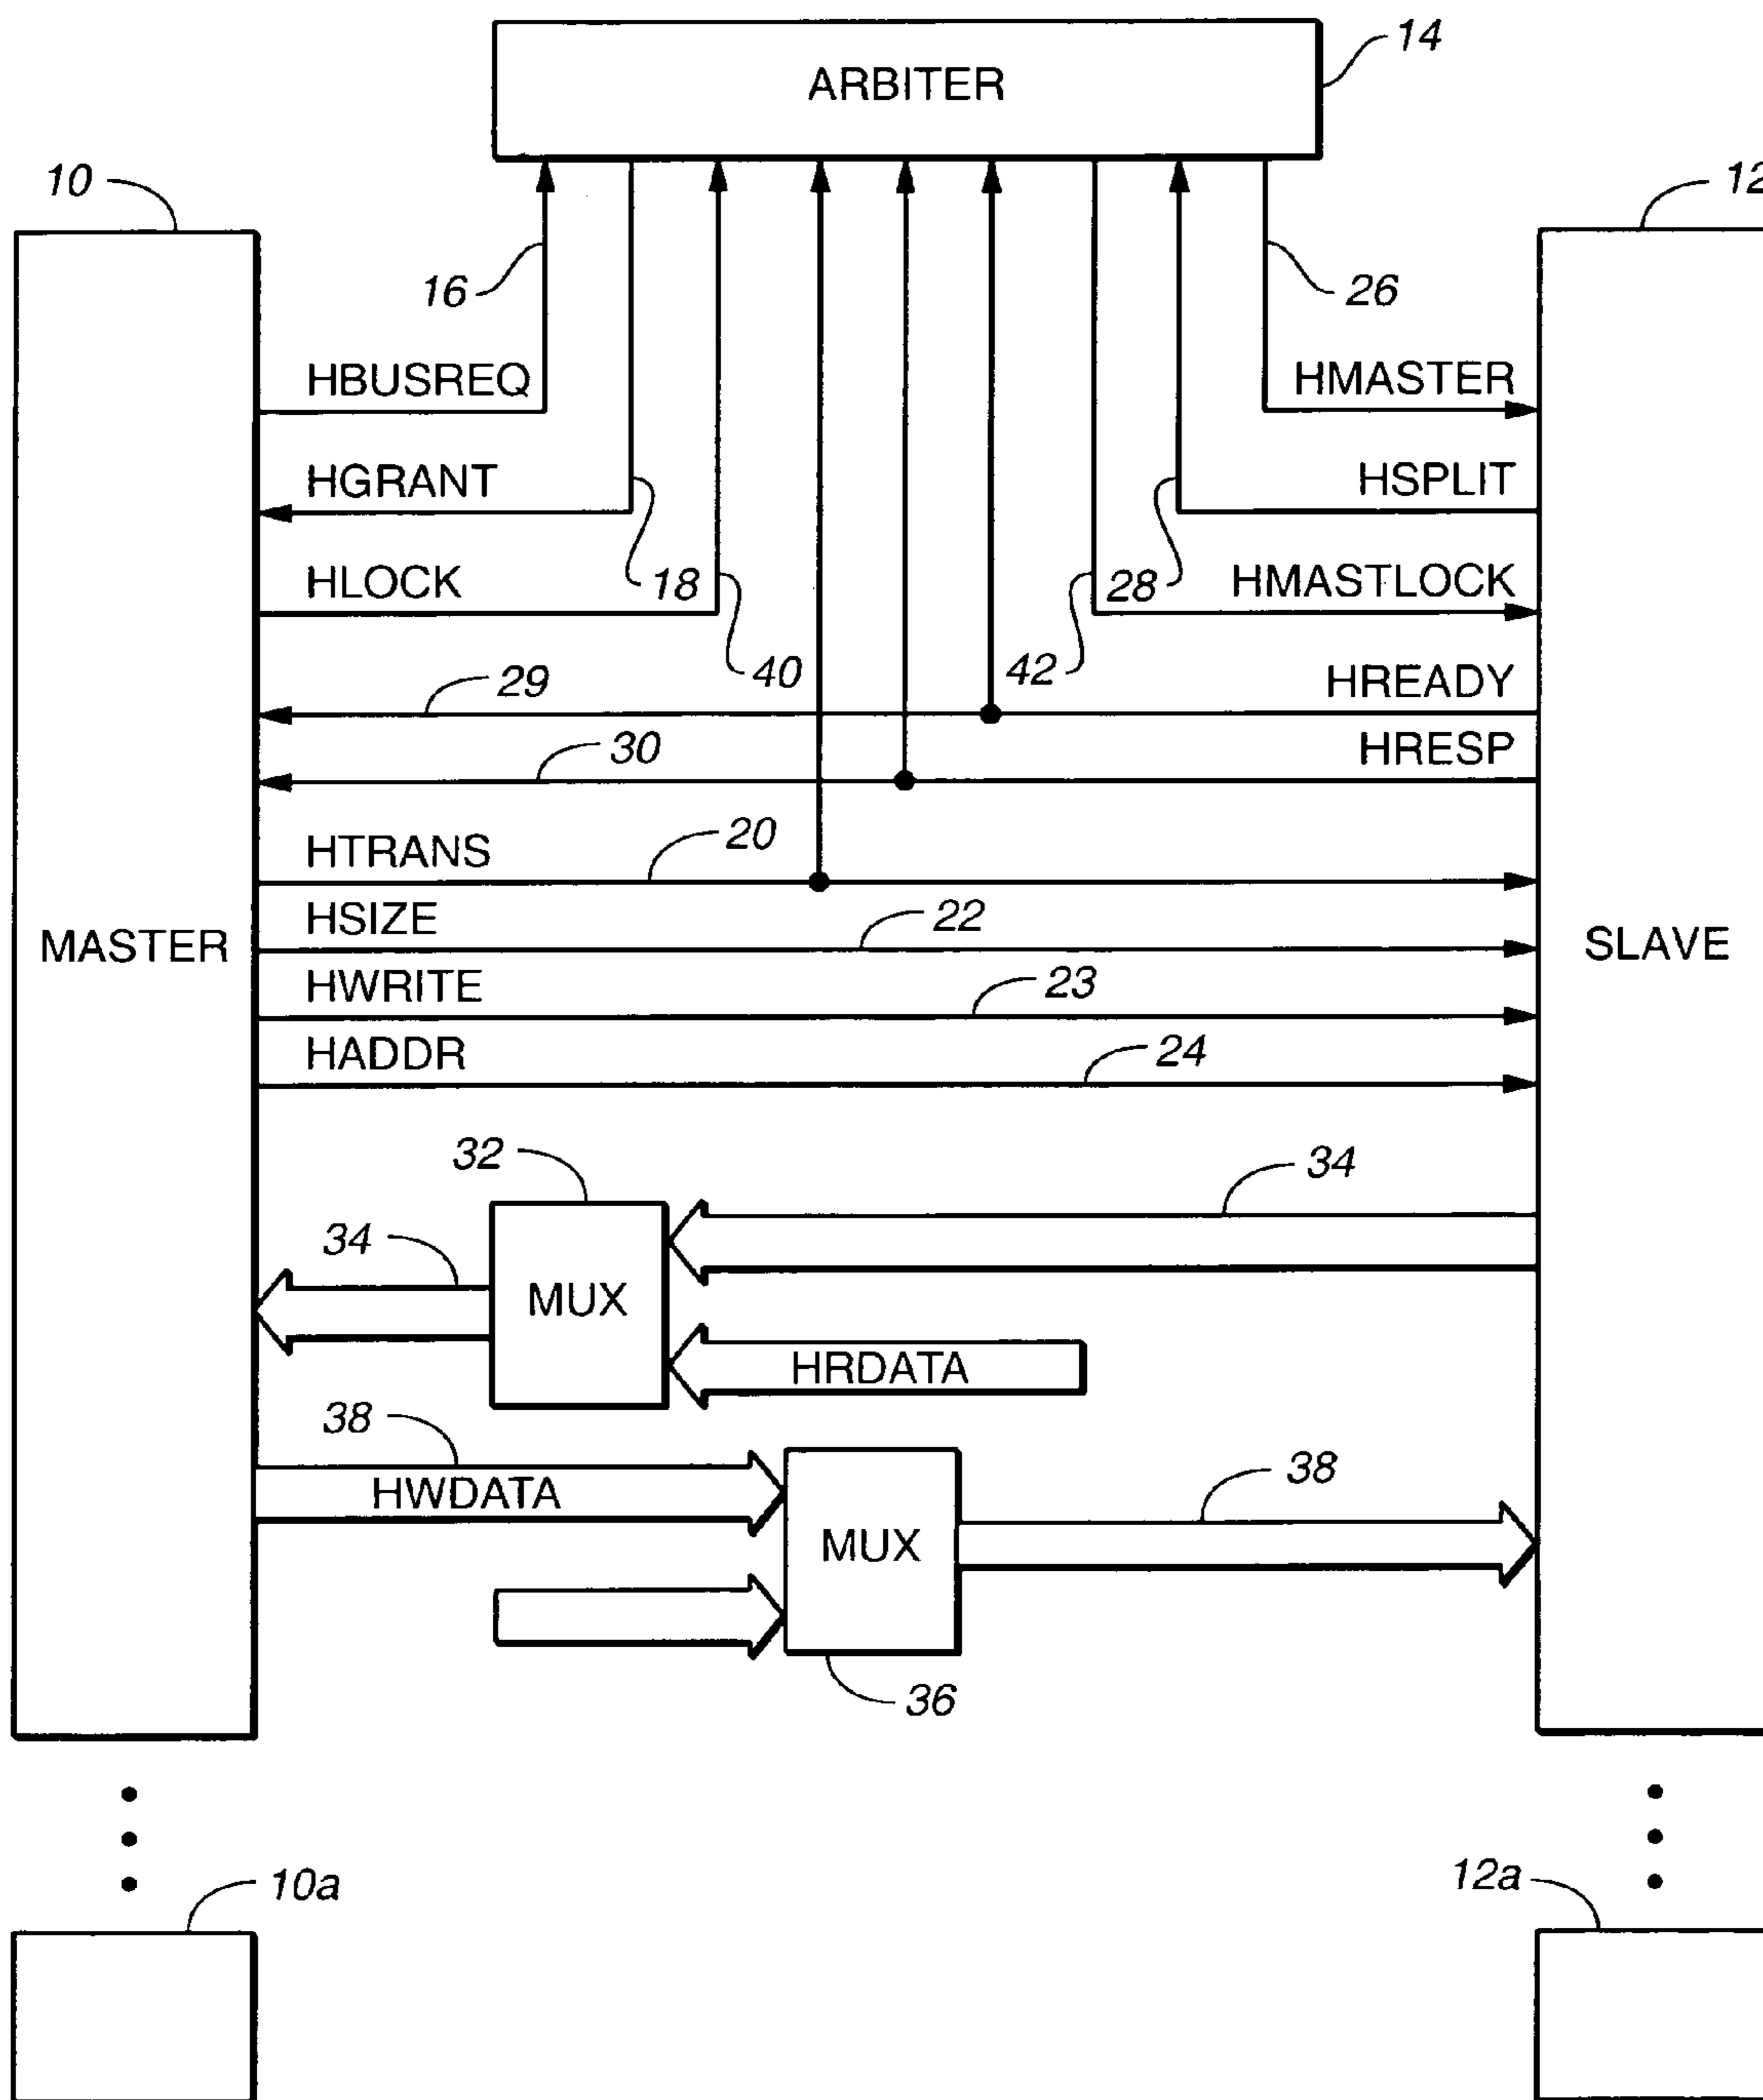 14
ARBITER
10
12
16
26
HBUSREQ
HMASTER
HGRANT
HSPLIT
HLOCK
18
28
HMASTLOCK
40
42
29
HREADY
30
HRESP
HTRANS
20
HSIZE
22
MASTER
SLAVE
HWRITE
23
HADDR
24
32
34
34
MUX
HRDATA
38
HWDATA
38
MUX
36
10a
12a